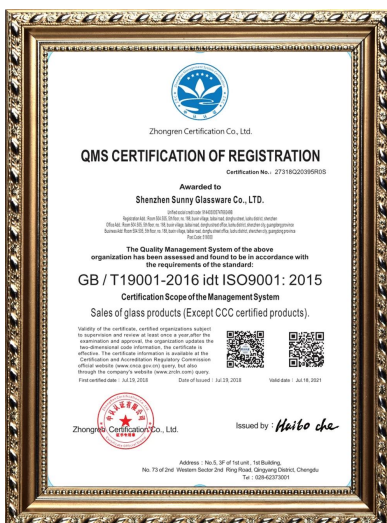 Zhongren Certification Co., Ltd.
QMS CERTIFICATION OF REGISTRATION
Certification No.: 27318Q20395R0S
Awarded to
Shenzhen Sunny Glassware Co., LTD.
The Quality Management System of the above
organization has been assessed and found to be in accordance with
the requirements of the standard:
GB / T19001-2016 idt ISO9001: 2015
Certification Scope of the Management System
Sales of glass products (Except CCC certified products).
Validity of the certificate, certified organizations subject
to supervision and review at least once a year.after the
examination and approval, the organization updates the
two-dimensional code information, the certificate is
effective. The certificate information is available at the
Certification and Accreditation Regulatory Commission
official website (www.cnca.gov.cn) query, but also
through the company's website (www.zrcln.com) query.
First certified date : Jul.19, 2018 Date of Issued : Jul.19, 2018 Valid date : Jul.18, 2021
Zhongren Certification Co., Ltd.
Issued by : Haibo che
Address : No.5, 3F of 1st unit , 1st Building,
No. 73 of 2nd Western Sector 2nd Ring Road, Qingyang District, Chengdu
Tel : 028-62373001